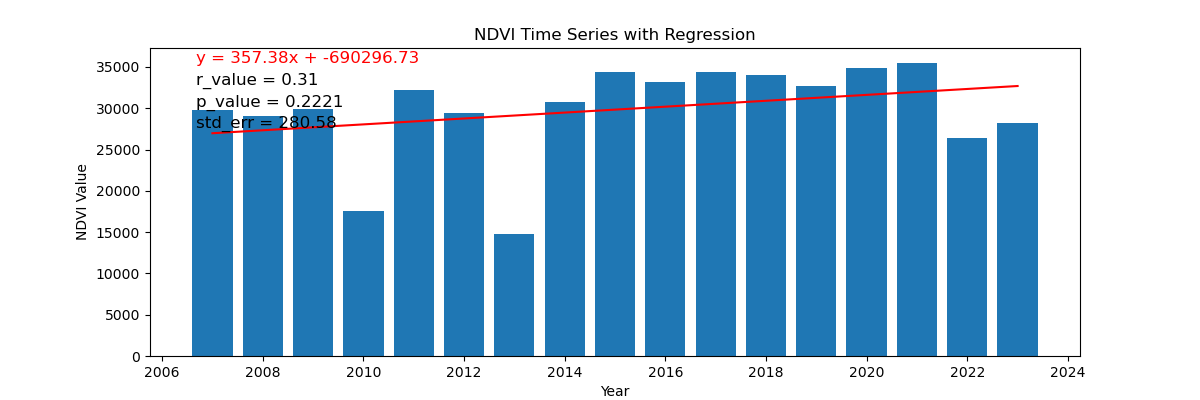 NDVI Time Series with Regression
y = 357.38x + -690296.73
r_value = 0.31
p_value = 0.2221
std_err = 280.58
35000
30000
25000
20000
15000
10000
5000
0
NDVI Value
2006 2008 2010 2012 2014 2016 2018 2020 2022 2024
Year